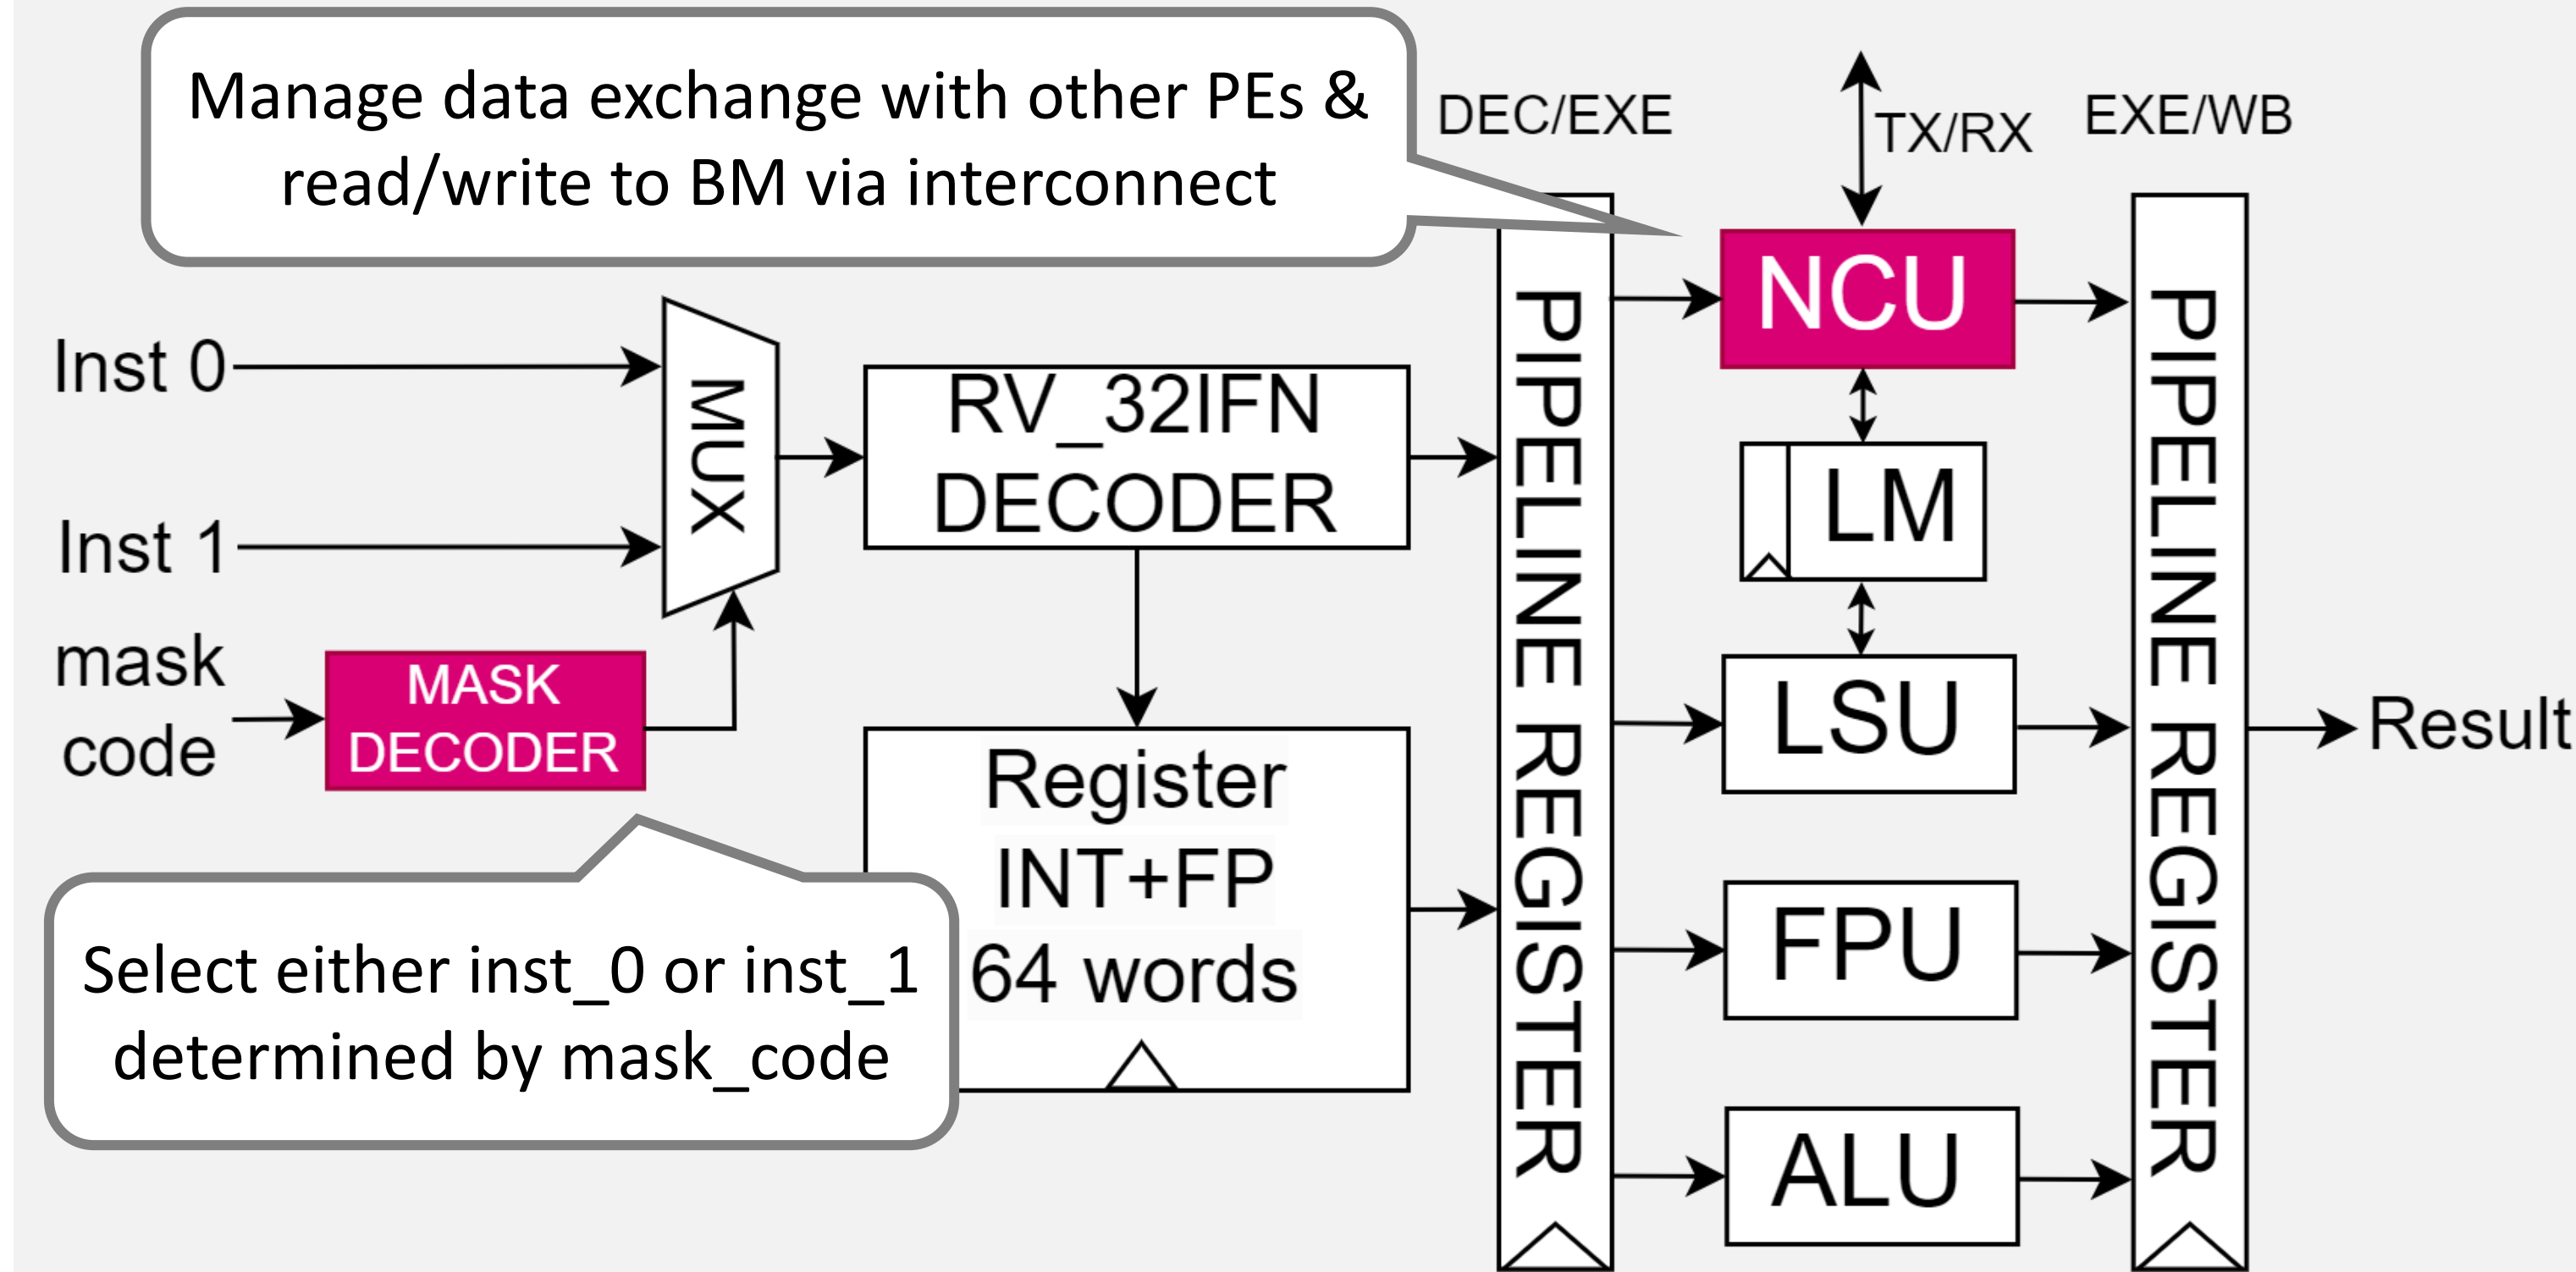 Manage data exchange with other PEs &
read/write to BM via interconnect
DEC/EXE
TX/RX
EXE/WB
Inst 0
Inst 1
mask
code
MUX
MASK
DECODER
RV_32IFN
DECODER
Register
INT+FP
64 words
PIPELINE REGISTER
NCU
LM
LSU
FPU
ALU
PIPELINE REGISTER
Result
Select either inst_0 or inst_1
determined by mask_code